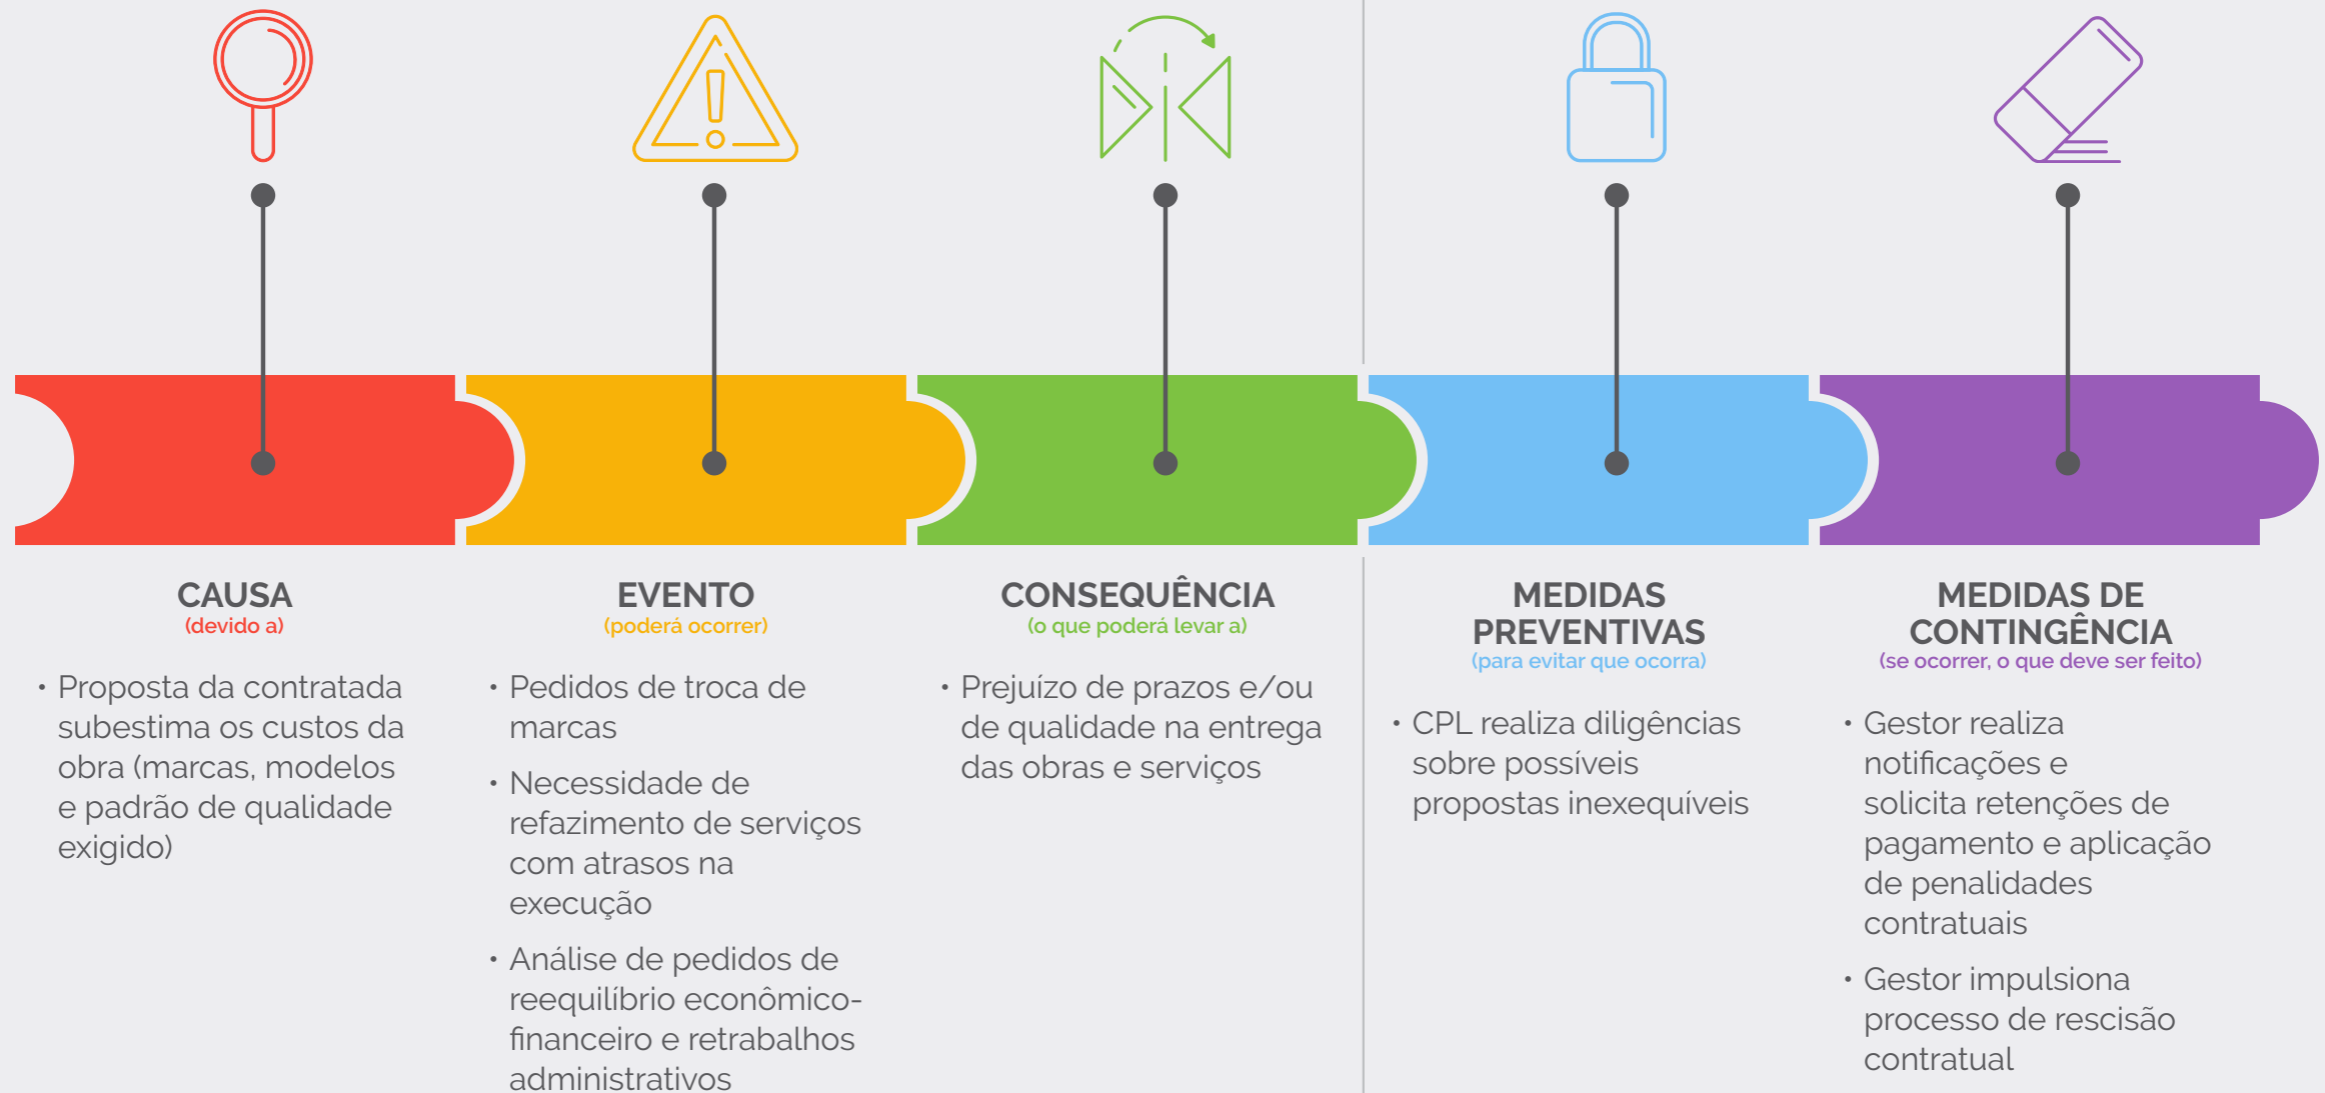 CAUSA
(devido a)
• Proposta da contratada
subestima os custos da
obra (marcas, modelos
e padrão de qualidade
exigido)
EVENTO
(poderá ocorrer)
• Pedidos de troca de
marcas
• Necessidade de
refazimento de serviços
com atrasos na
execução
• Análise de pedidos de
reequilíbrio econômico-
financeiro e retrabalhos
administrativos
CONSEQUÊNCIA
(o que poderá levar a)
• Prejuízo de prazos e/ou
de qualidade na entrega
das obras e serviços
MEDIDAS
PREVENTIVAS
(para evitar que ocorra)
• CPL realiza diligências
sobre possíveis
propostas inexequíveis
MEDIDAS DE
CONTINGÊNCIA
(se ocorrer, o que deve ser feito)
• Gestor realiza
notificações e
solicita retenções de
pagamento e aplicação
de penalidades
contratuais
• Gestor impulsiona
processo de rescisão
contratual